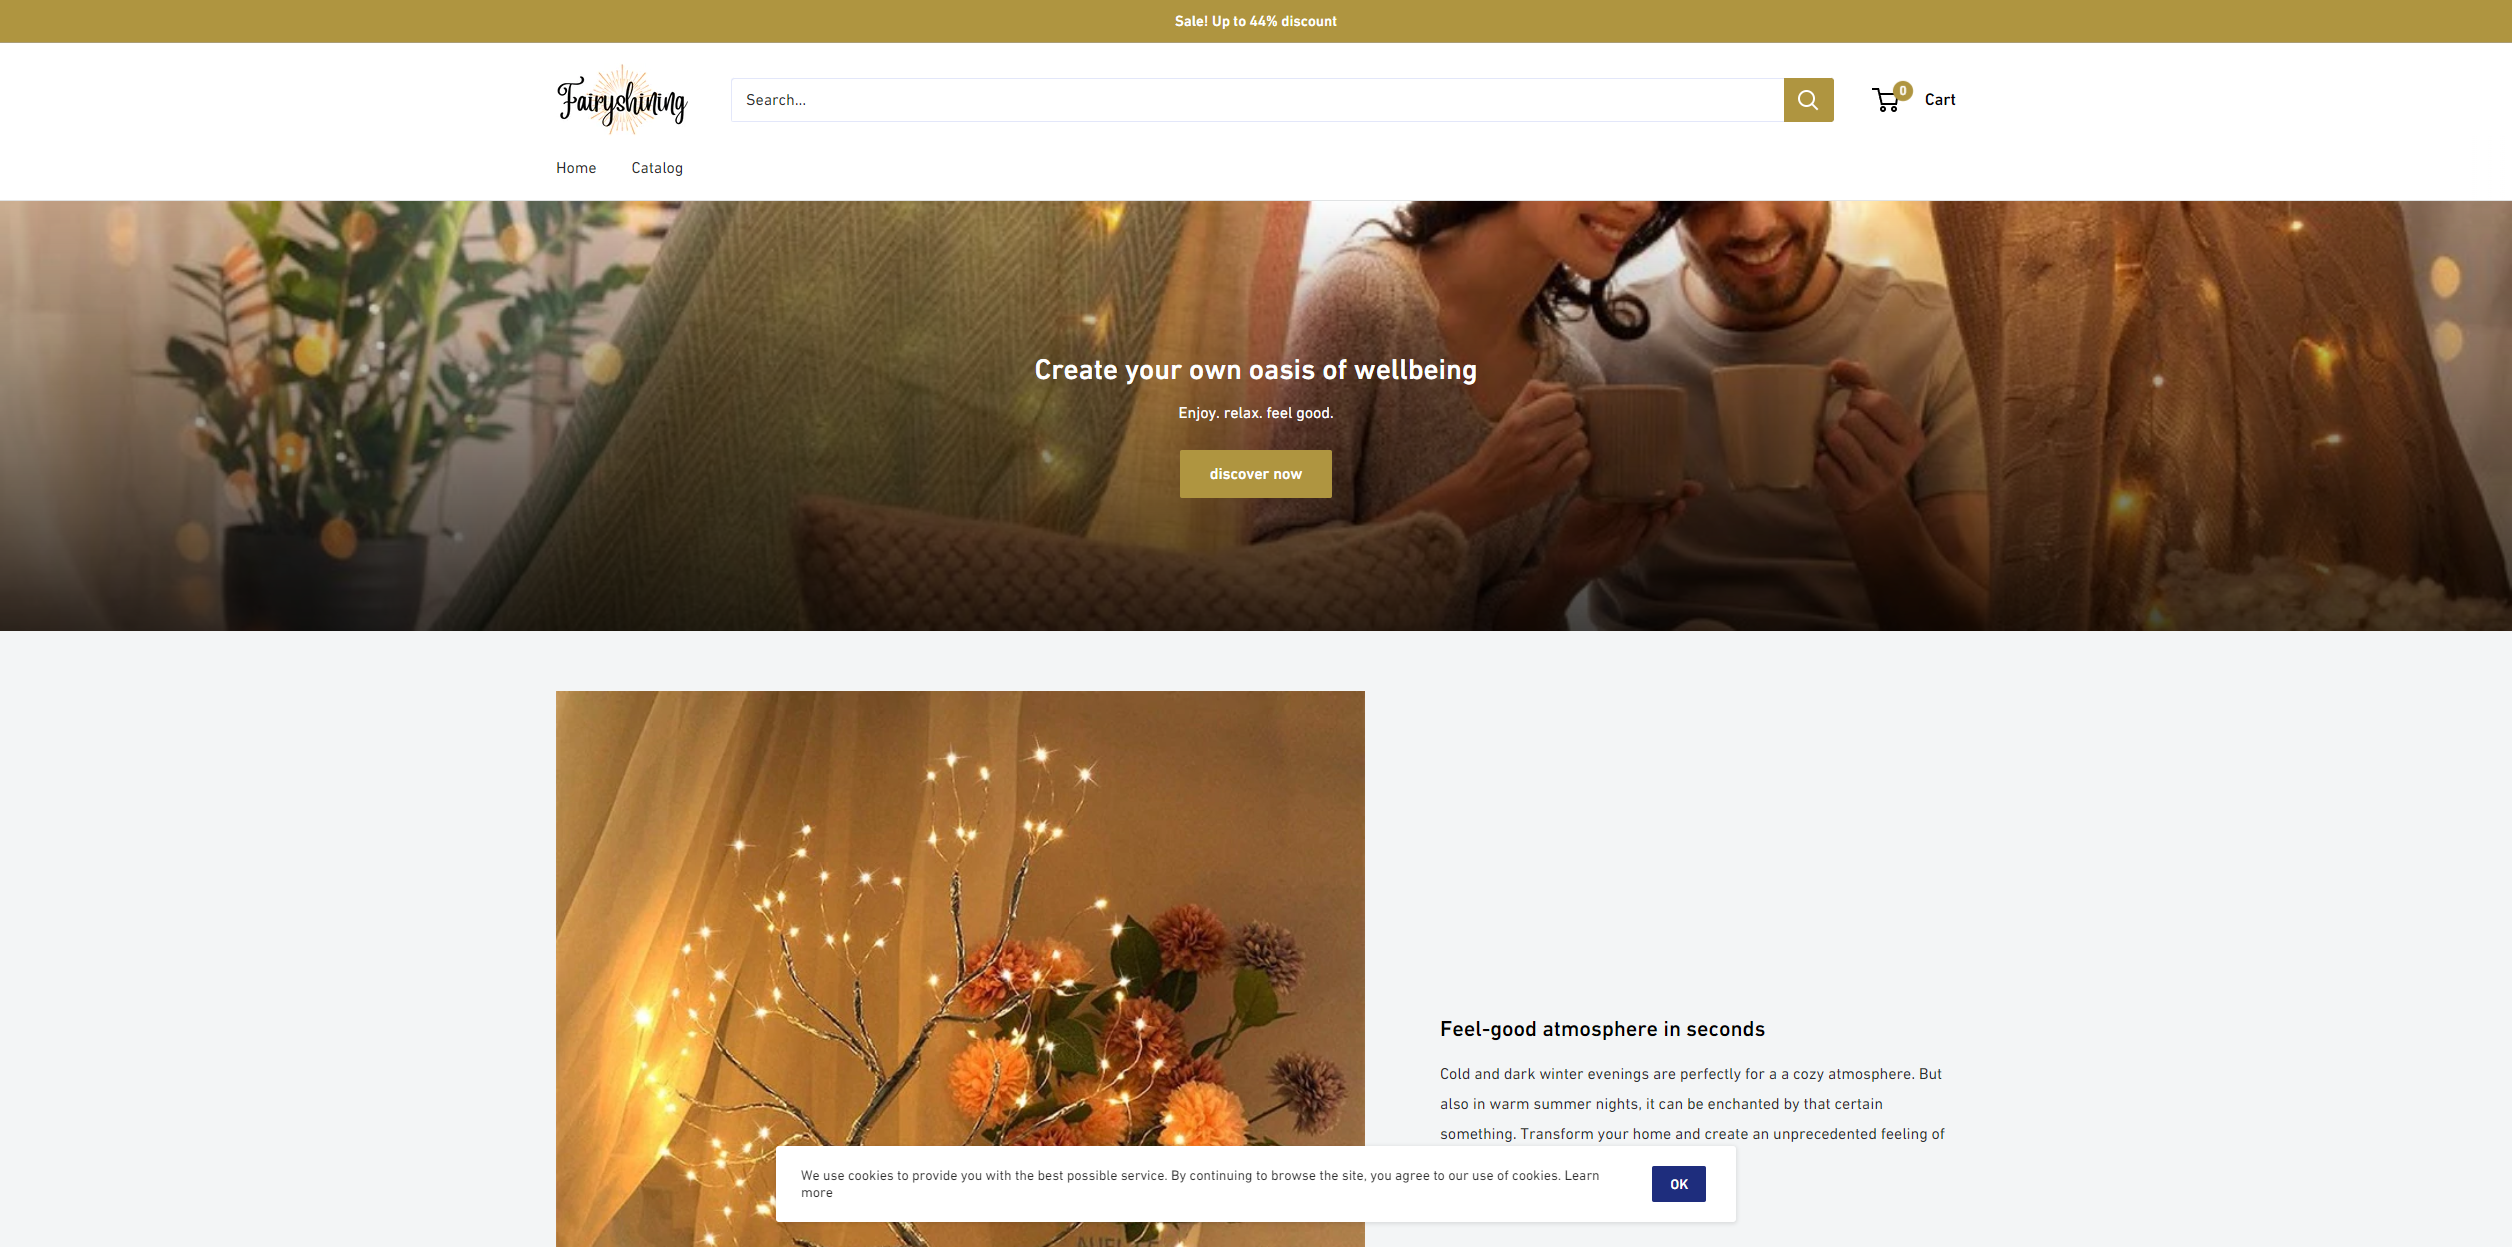 Sale! Up to 44% discount
Fairyshining
Search...
0
Cart
Home
Catalog
Create your own oasis of wellbeing
Enjoy. relax. feel good.
discover now
Feel-good atmosphere in seconds
Cold and dark winter evenings are perfectly for a a cozy atmosphere. But
also in warm summer nights, it can be enchanted by that certain
something. Transform your home and create an unprecedented feeling of
We use cookies to provide you with the best possible service. By continuing to browse the site, you agree to our use of cookies. Learn
more
OK